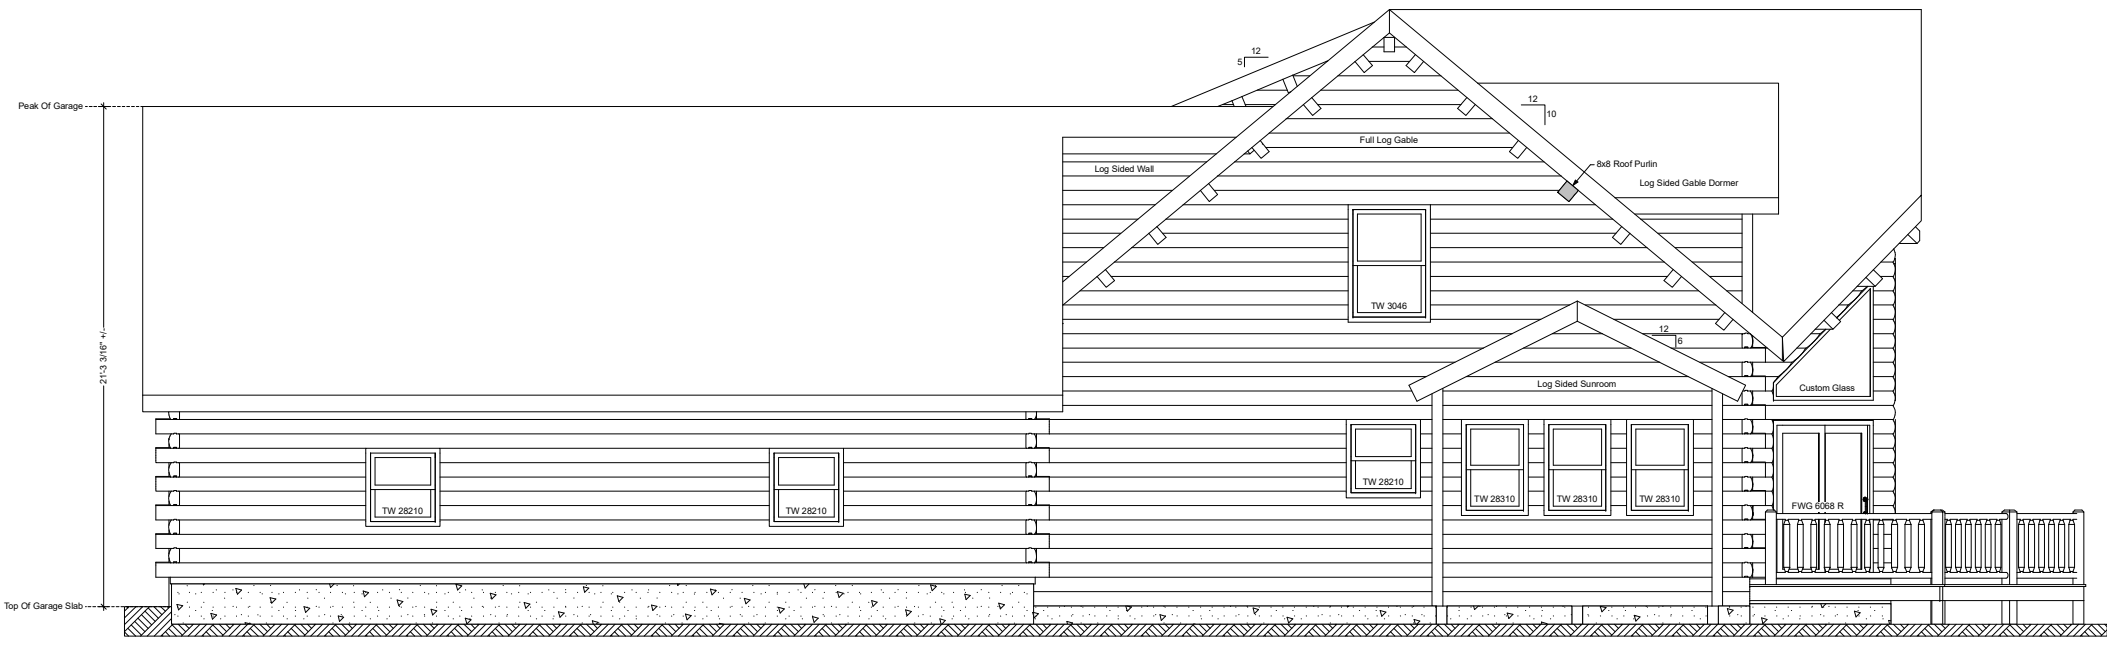 12
5
Peak Of Garage
12
10
Full Log Gable
8x8 Roof Purlin
Log Sided Wall
Log Sided Gable Dormer
TW 3046
12
6
21'-3 3/16" +/-
Log Sided Sunroom
Custom Glass
TW 28210
TW 28310
TW 28310
TW 28310
FWG 6068 R
TW 28210
TW 28210
Top Of Garage Slab